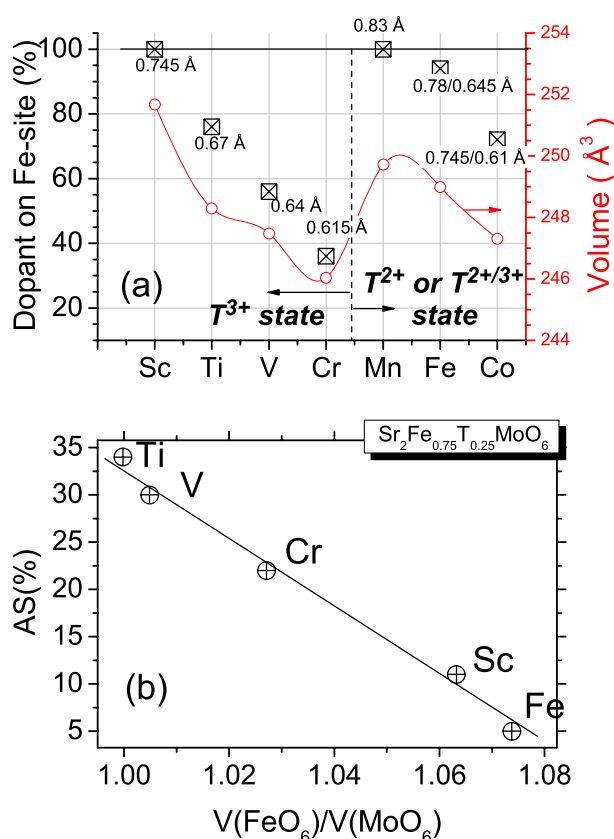 Dopant on Fe-site (%)
100
80
60
40
20
0.745 Å
0.67 Å
0.64 Å
0.615 Å
0.83 Å
0.78/0.645 Å
0.745/0.61 Å
(a)
T³⁺ state
T²⁺ or T²⁺/³⁺
state
Sc Ti V Cr Mn Fe Co
254
252
250
248
246
244
Volume ( Å³)
Sr₂Fe₀.₇₅T₀.₂₅MoO₆
AS(%)
35
30
25
20
15
10
5
Ti
V
Cr
Sc
Fe
(b)
1.00 1.02 1.04 1.06 1.08
V(FeO₆)/V(MoO₆)